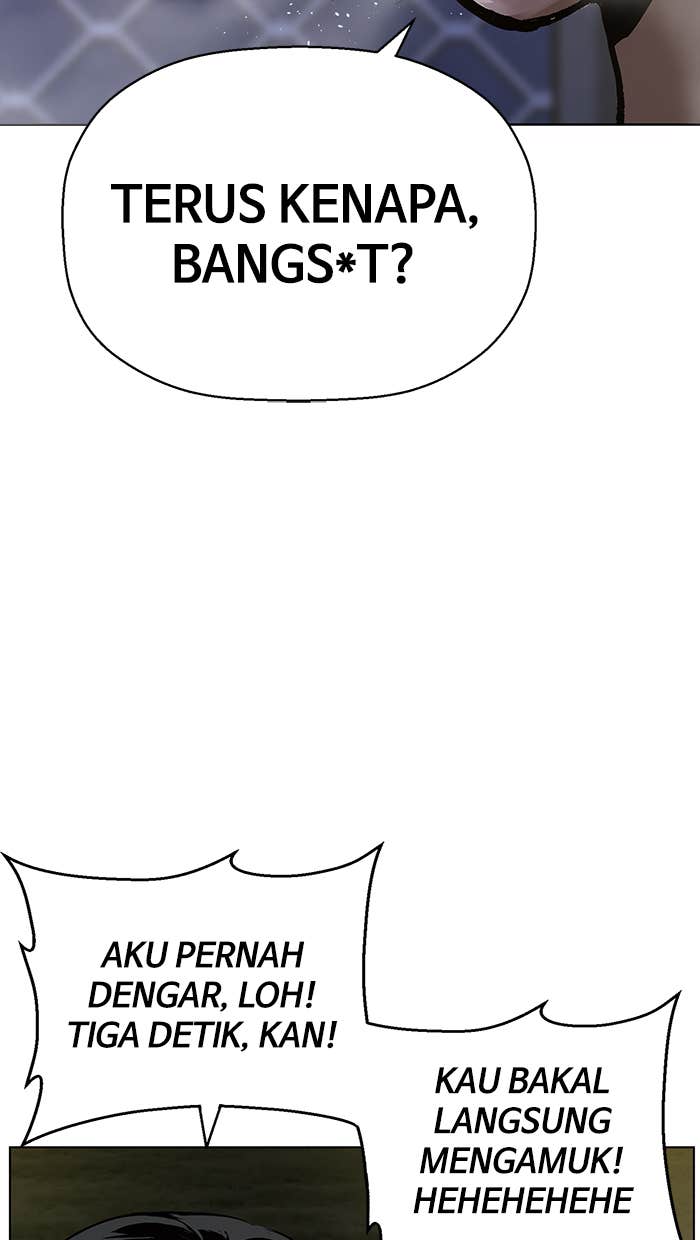 TERUS KENAPA,
BANGS*T?
AKU PERNAH
DENGAR, LOH!
TIGA DETIK, KAN!
KAU BAKAL
LANGSUNG
MENGAMUK!
HEHEHEHEHE